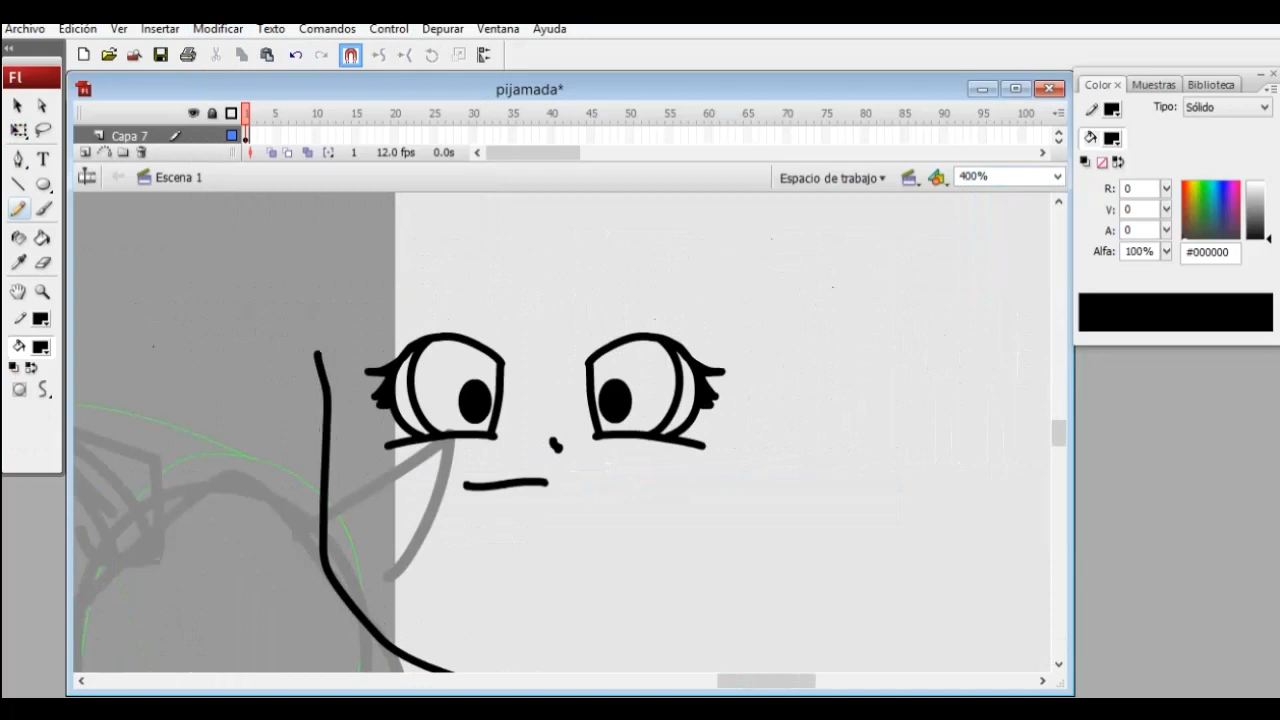 Archivo Edición Ver Insertar Modificar Texto Comandos Control Depurar Ventana Ayuda
Fl
pijamada*
Color Muestras Biblioteca
Tipo: Sólido
1 5 10 15 20 25 30 35 40 45 50 55 60 65 70 75 80 85 90 95 100
Capa 7
1 12.0 fps 0.0s
Escena 1
Espacio de trabajo
400%
R: 0
V: 0
A: 0
Alfa: 100% #000000